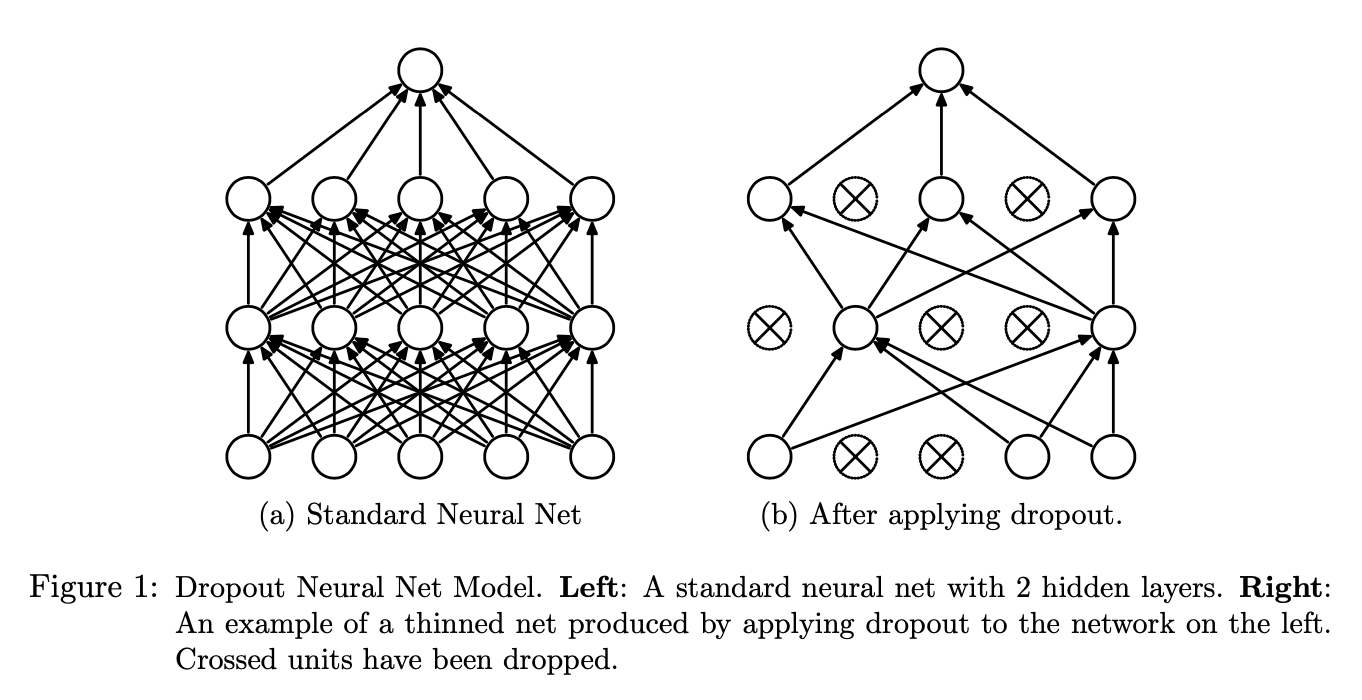 (a) Standard Neural Net
(b) After applying dropout.
Figure 1: Dropout Neural Net Model. Left: A standard neural net with 2 hidden layers. Right:
An example of a thinned net produced by applying dropout to the network on the left.
Crossed units have been dropped.